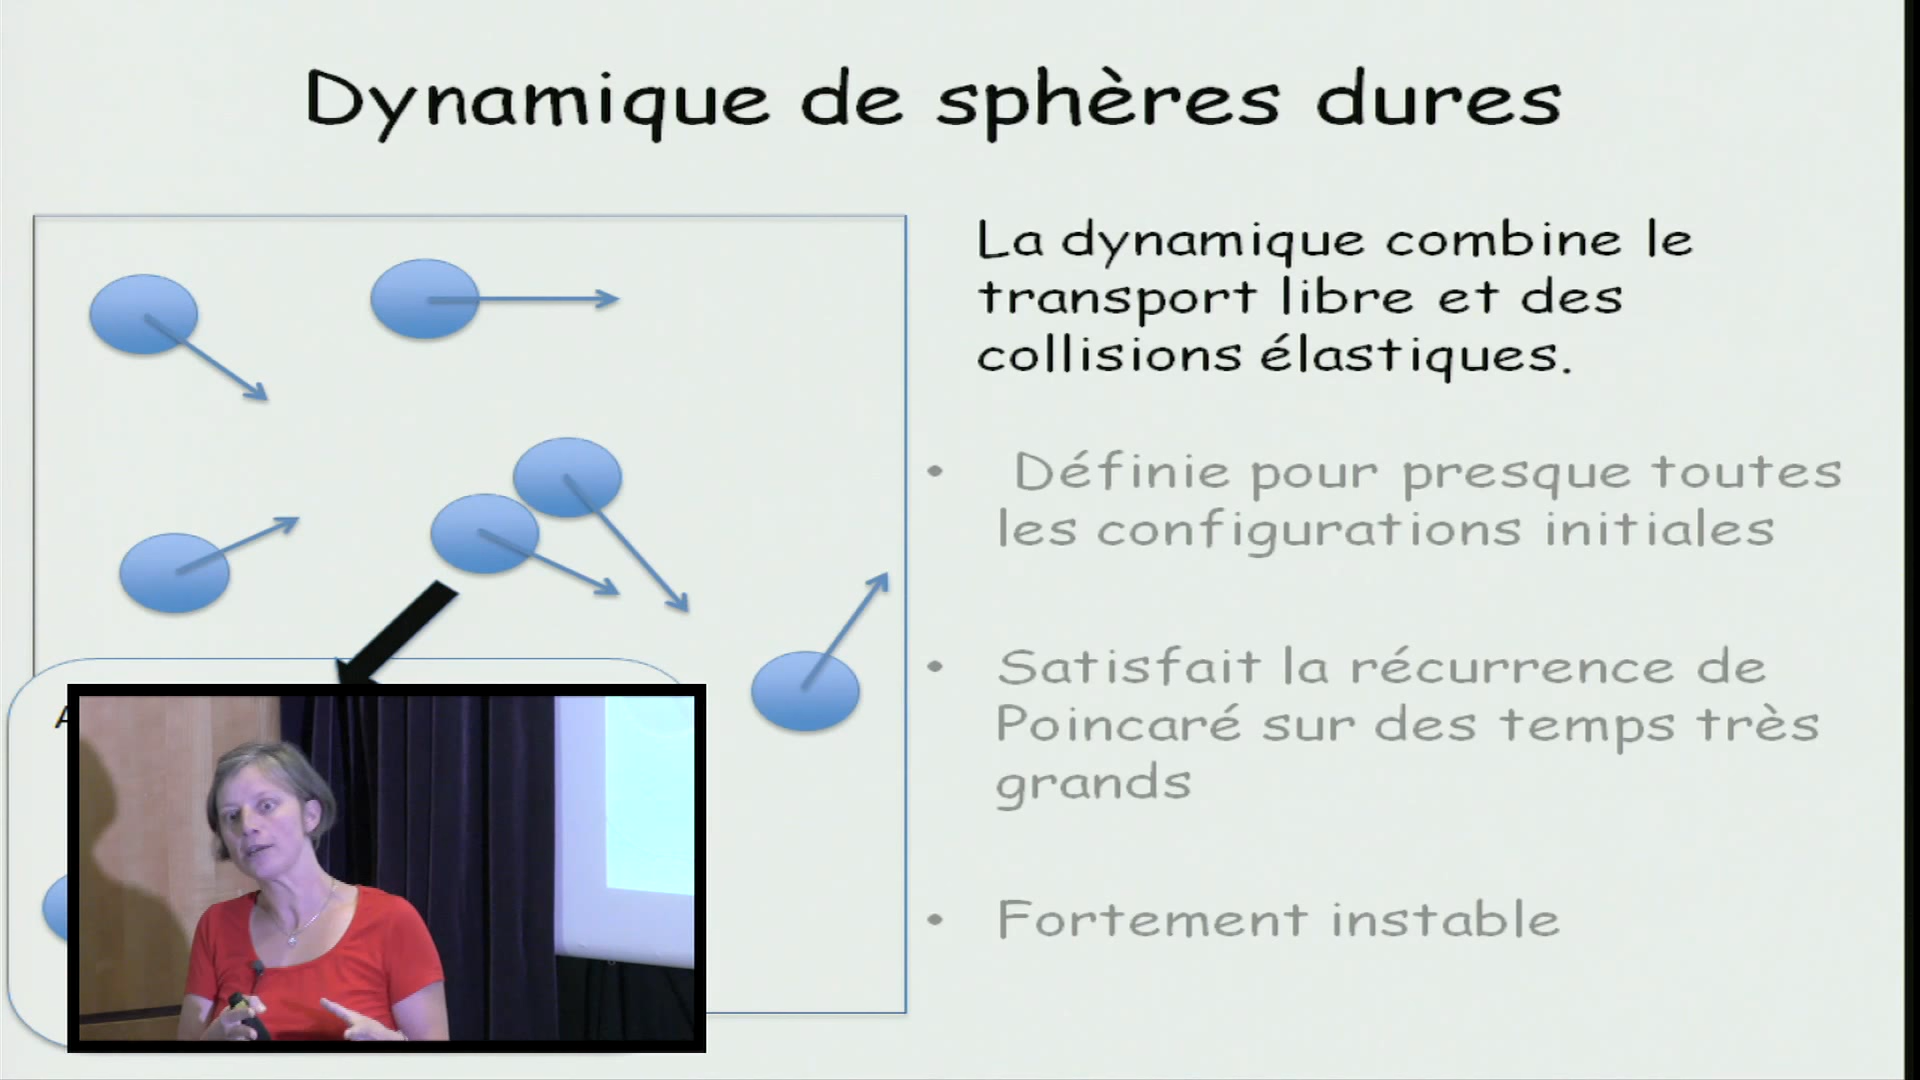 Dynamique de sphères dures
La dynamique combine le
transport libre et des
collisions élastiques.
• Définie pour presque toutes
les configurations initiales
• Satisfait la récurrence de
Poincaré sur des temps très
grands
• Fortement instable